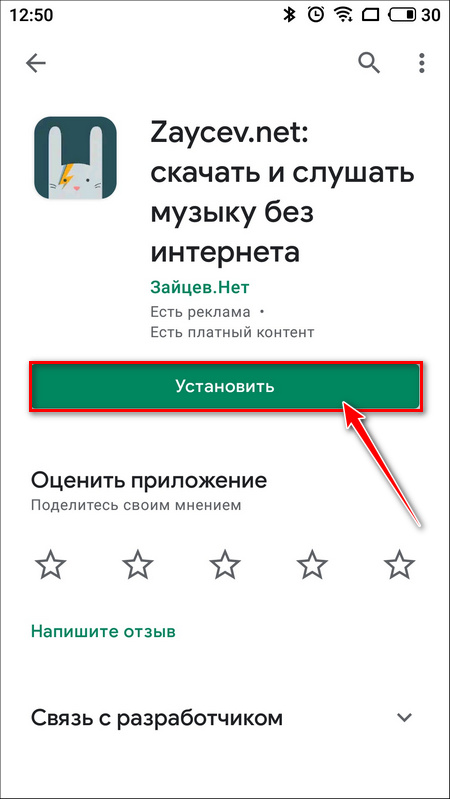 12:50
30
Zaycev.net:
скачать и слушать
музыку без
интернета
Зайцев.Нет
Есть реклама •
Есть платный контент
Установить
Оценить приложение
Поделитесь своим мнением
Напишите отзыв
Связь с разработчиком